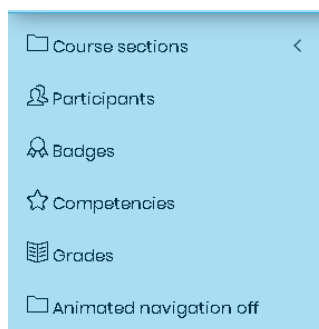 Course sections
Participants
Badges
Competencies
Grades
Animated navigation off